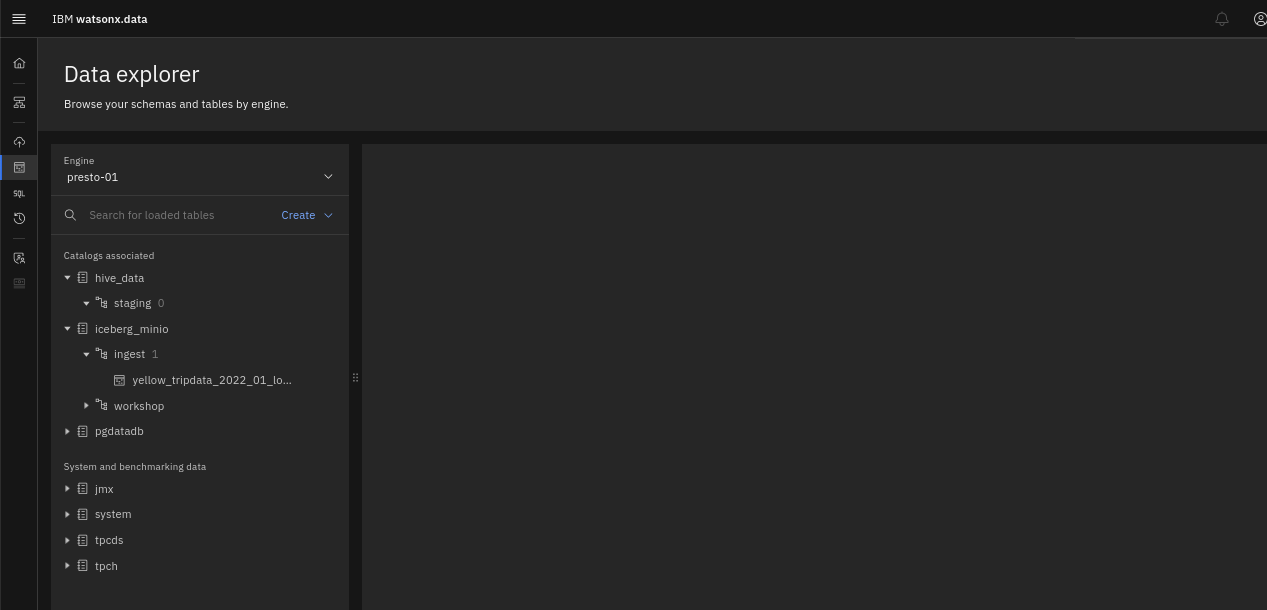 IBM watsonx.data
Data explorer
Browse your schemas and tables by engine.
Engine
presto-01
Search for loaded tables Create
Catalogs associated
hive_data
staging 0
iceberg_minio
ingest 1
yellow_tripdata_2022_01_lo...
workshop
pgdatadb
SQL
System and benchmarking data
jmx
system
tpcds
tpch